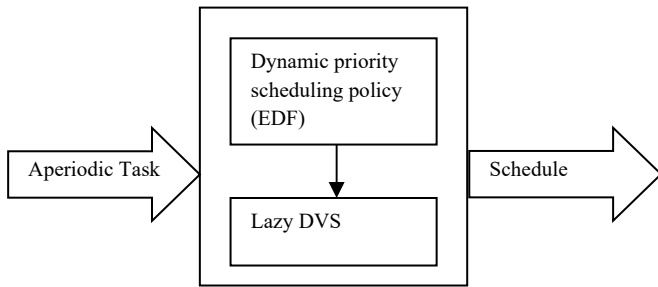 Dynamic priority
scheduling policy
(EDF)
Aperiodic Task
Schedule
Lazy DVS